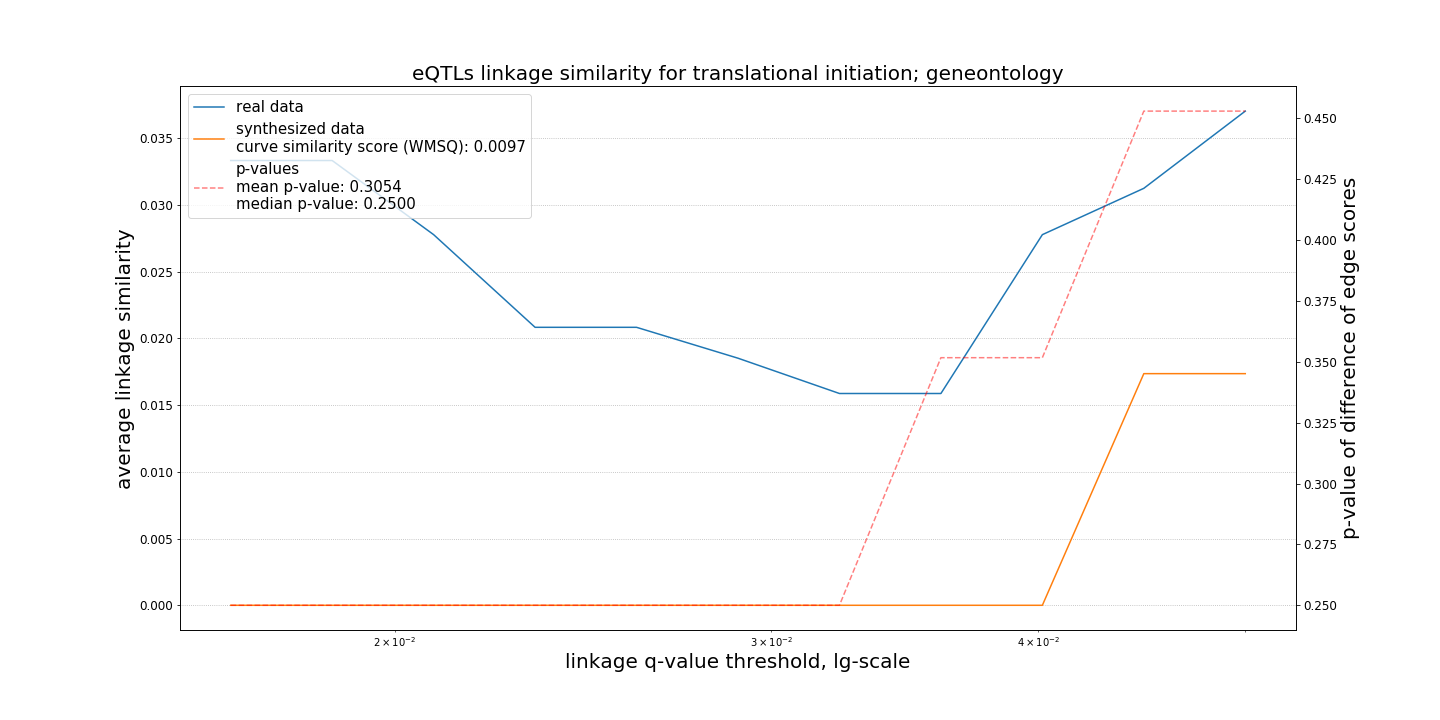 eQTLs linkage similarity for translational initiation; geneontology
real data
synthesized data
curve similarity score (WMSQ): 0.0097
p-values
mean p-value: 0.3054
median p-value: 0.2500
average linkage similarity
0.035
0.030
0.025
0.020
0.015
0.010
0.005
0.000
0.450
0.425
0.400
0.375
0.350
0.325
0.300
0.275
0.250
p-value of difference of edge scores
2 × 10⁻²
3 × 10⁻²
4 × 10⁻²
linkage q-value threshold, lg-scale